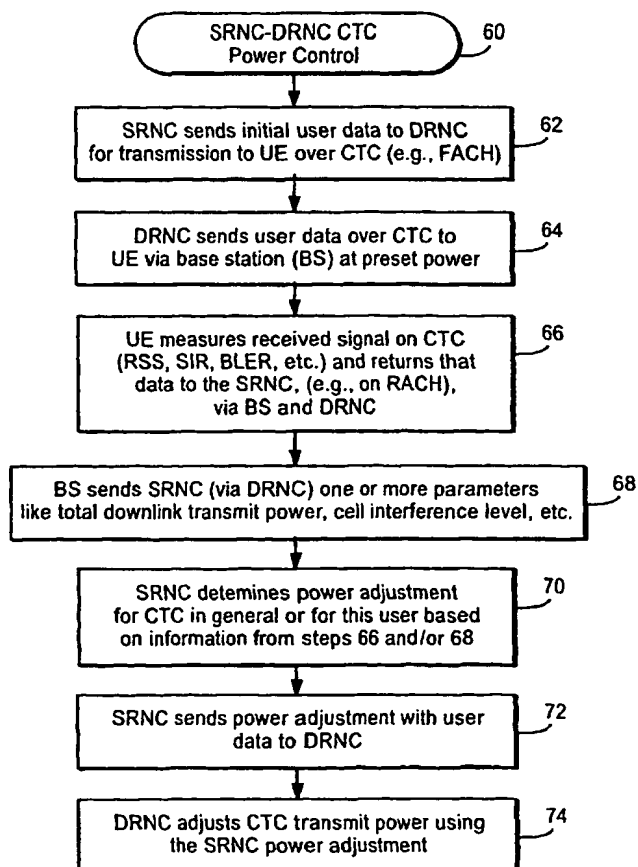 SRNC-DRNC CTC
Power Control
60
SRNC sends initial user data to DRNC
for transmission to UE over CTC (e.g., FACH)
62
DRNC sends user data over CTC to
UE via base station (BS) at preset power
64
UE measures received signal on CTC
(RSS, SIR, BLER, etc.) and returns that
data to the SRNC, (e.g., on RACH),
via BS and DRNC
66
BS sends SRNC (via DRNC) one or more parameters
like total downlink transmit power, cell interference level, etc.
68
SRNC detemines power adjustment
for CTC in general or for this user based
on information from steps 66 and/or 68
70
SRNC sends power adjustment with user
data to DRNC
72
DRNC adjusts CTC transmit power using
the SRNC power adjustment
74